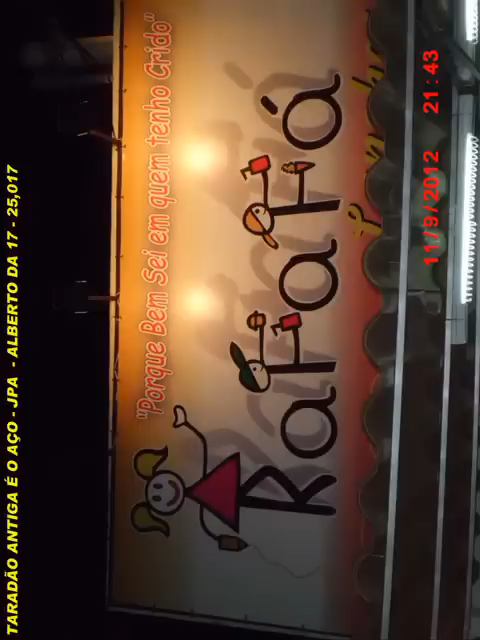 TARADÃO ANTIGA É O AÇO - JPA - ALBERTO DA 17 - 25,017
"Porque Bem Sei em quem tenho Crido"
RaFaFá
11/9/2012 21:43